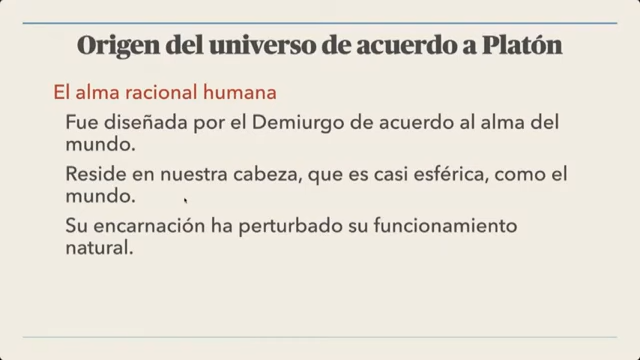 Origen del universo de acuerdo a Platón
El alma racional humana
Fue diseñada por el Demiurgo de acuerdo al alma del
mundo.
Reside en nuestra cabeza, que es casi esférica, como el
mundo.
Su encarnación ha perturbado su funcionamiento
natural.